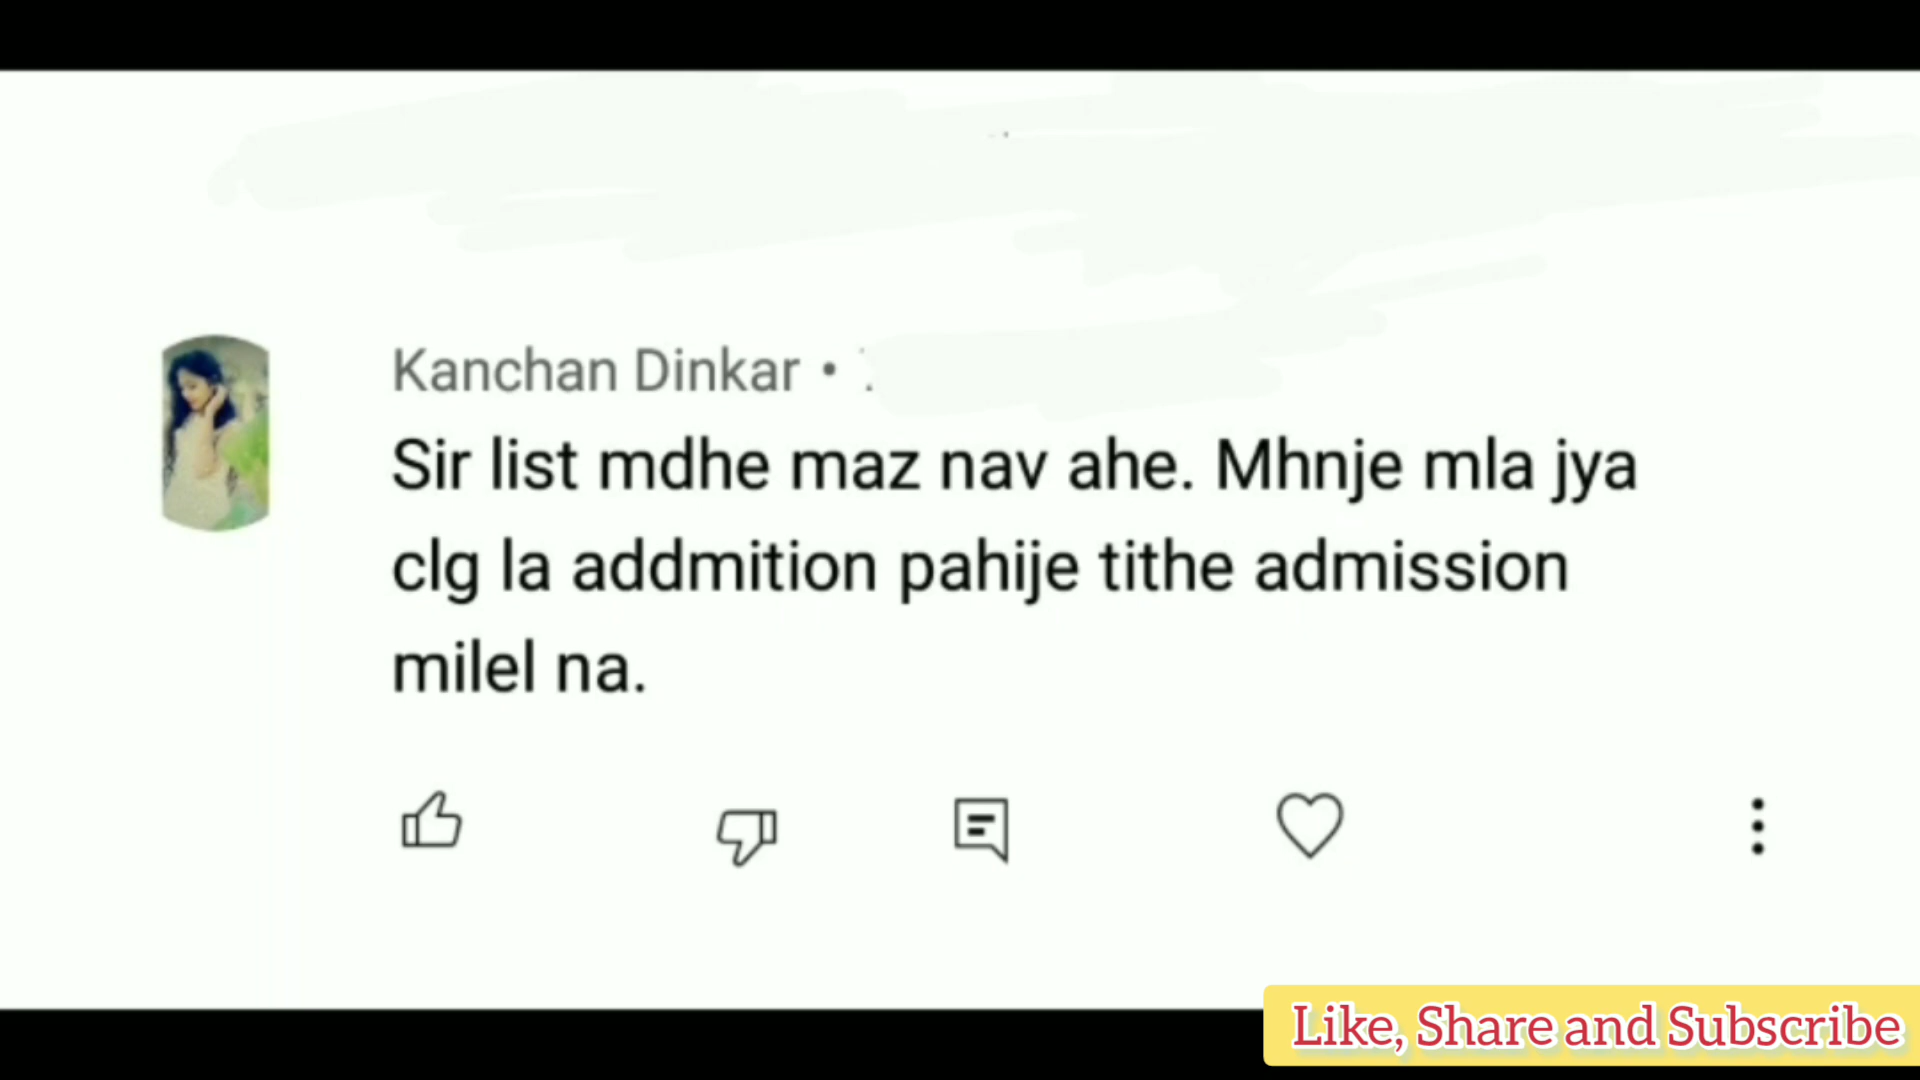 Kanchan Dinkar •
Sir list mdhe maz nav ahe. Mhnje mla jya
clg la addmition pahije tithe admission
milel na.
Like, Share and Subscribe